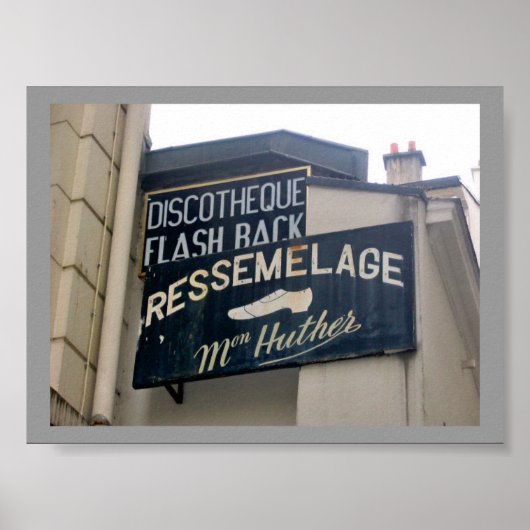 DISCOTHEQUE
FLASH BACK
RESSEMELAGE
Mon Huther